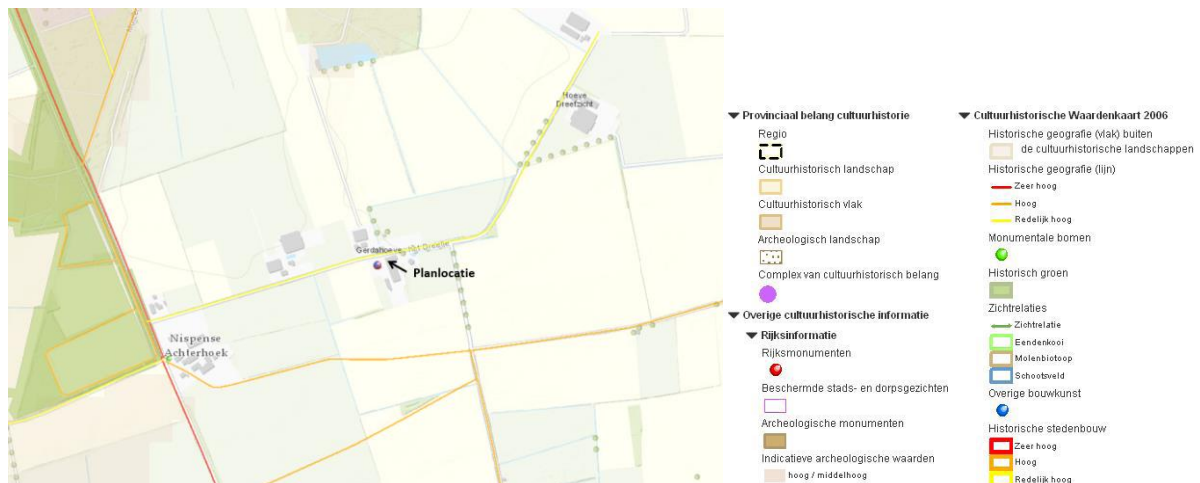 Hoeve
Dreefzicht
Gerdahoeve
Planlocatie
Nispense
Achterhoek
Provinciaal belang cultuurhistorie
Regio
Cultuurhistorisch landschap
Cultuurhistorisch vlak
Archeologisch landschap
Complex van cultuurhistorisch belang
Overige cultuurhistorische informatie
Rijksinformatie
Rijksmonumenten
Beschermde stads- en dorpsgezichten
Archeologische monumenten
Indicatieve archeologische waarden
hoog / middelhoog
Cultuurhistorische Waardenkaart 2006
Historische geografie (vlak) buiten
de cultuurhistorische landschappen
Historische geografie (lijn)
Zeer hoog
Hoog
Redelijk hoog
Monumentale bomen
Historisch groen
Zichtrelaties
Zichtrelatie
Eendenkooi
Molenbiotoop
Schootsveld
Overige bouwkunst
Historische stedenbouw
Zeer hoog
Hoog
Redelijk hoog